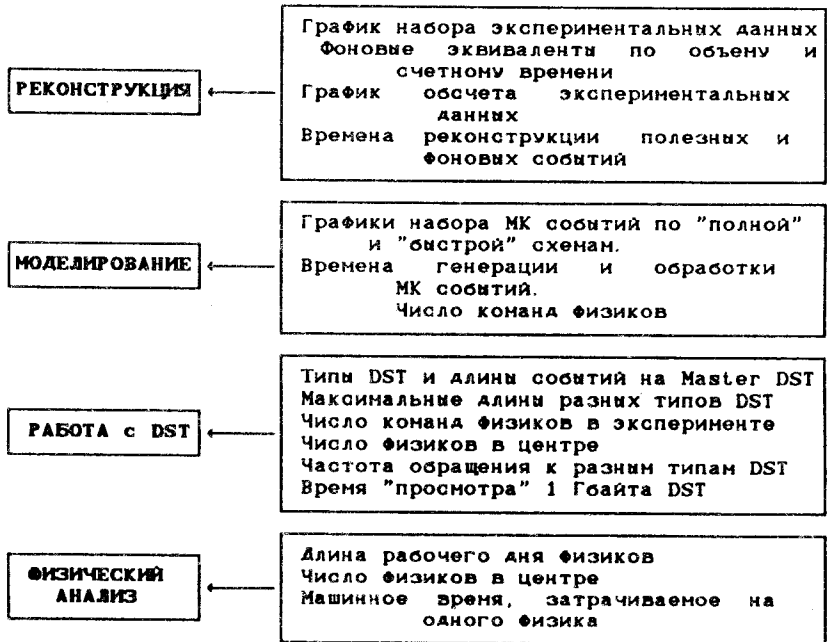 РЕКОНСТРУКЦИЯ
График набора экспериментальных данных
Фоновые эквиваленты по объему и
счетному времени
График обсчета экспериментальных
данных
Времена реконструкции полезных и
фоновых событий
МОДЕЛИРОВАНИЕ
Графики набора МК событий по "полной"
и "быстрой" схемам.
Времена генерации и обработки
МК событий.
Число команд физиков
РАБОТА с DST
Типы DST и длины событий на Master DST
Максимальные длины разных типов DST
Число команд физиков в эксперименте
Число физиков в центре
Частота обращения к разным типам DST
Время "просмотра" 1 Гбайта DST
ФИЗИЧЕСКИЙ
АНАЛИЗ
Длина рабочего дня физиков
Число физиков в центре
Машинное время, затрачиваемое на
одного физика